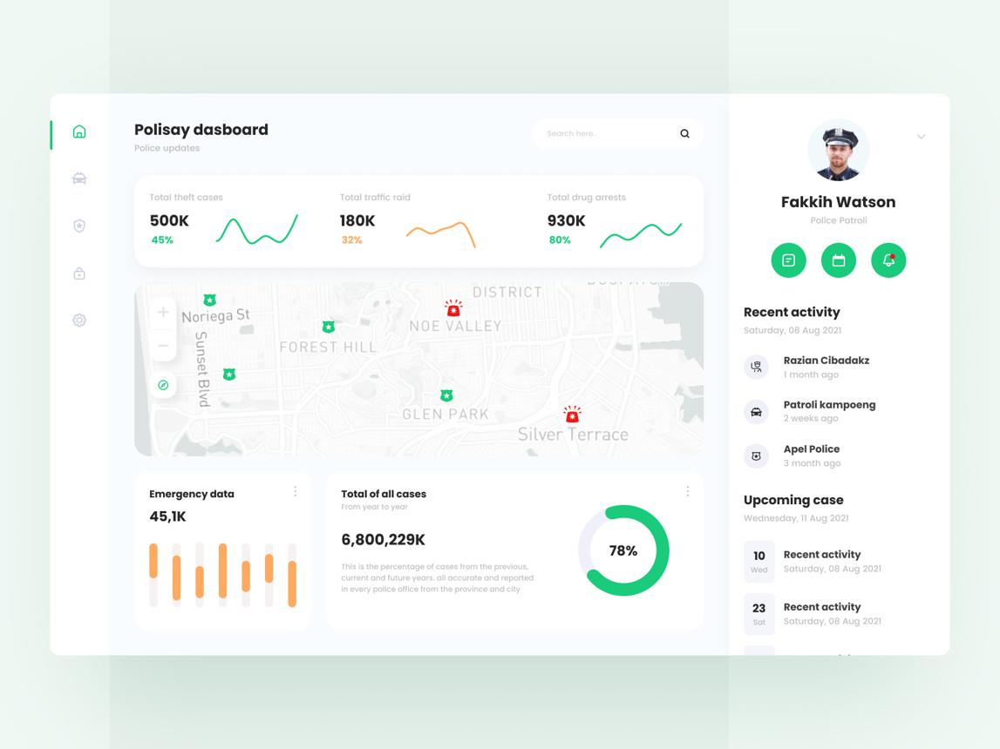 Polisay dasboard
Police updates
Search here..
Total theft cases
500K
45%
Total traffic raid
180K
32%
Total drug arrests
930K
80%
DISTRICT
Noriega St
NOE VALLEY
FOREST HILL
Sunset Blvd
GLEN PARK
Silver Terrace
Emergency data
45,1K
Total of all cases
From year to year
6,800,229K
This is the percentage of cases from the previous,
current and future years. all accurate and reported
in every police office from the province and city
78%
Fakkih Watson
Police Patroli
Recent activity
Saturday, 08 Aug 2021
Razian Cibadakz
1 month ago
Patroli kampoeng
2 weeks ago
Apel Police
3 month ago
Upcoming case
Wednesday, 11 Aug 2021
10
Wed
Recent activity
Saturday, 08 Aug 2021
23
Sat
Recent activity
Saturday, 08 Aug 2021